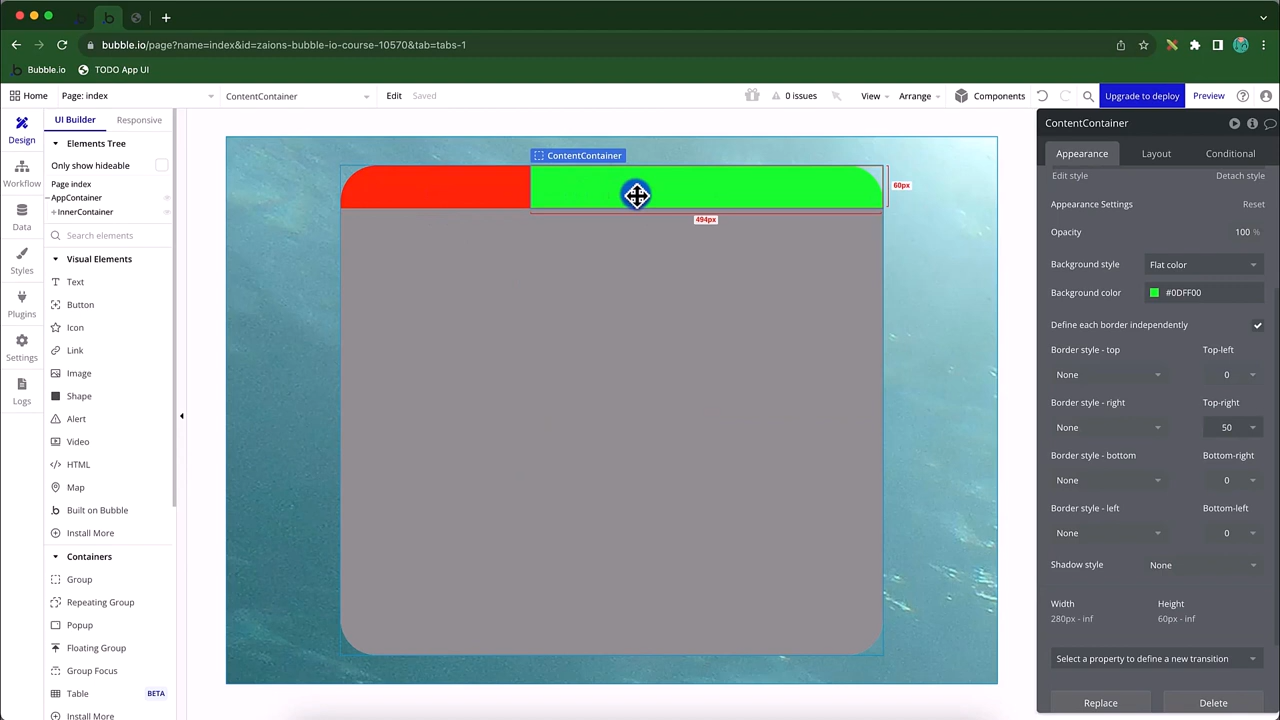 bubble.io/page?name=index&id=zaions-bubble-io-course-10570&tab=tabs-1
Bubble.io
TODO App UI
Home
Page: index
ContentContainer
Edit
Saved
0 issues
View
Arrange
Components
Upgrade to deploy
Preview
Design
Workflow
Data
Styles
Plugins
Settings
Logs
UI Builder
Responsive
Elements Tree
Only show hideable
Page index
AppContainer
InnerContainer
Search elements
Visual Elements
Text
Button
Icon
Link
Image
Shape
Alert
Video
HTML
Map
Built on Bubble
Install More
Containers
Group
Repeating Group
Popup
Floating Group
Group Focus
Table BETA
Install More
ContentContainer
60px
494px
ContentContainer
Appearance
Layout
Conditional
Edit style
Detach style
Appearance Settings
Reset
Opacity
100 %
Background style
Flat color
Background color
#0DFF00
Define each border independently
Border style - top
Top-left
None
0
Border style - right
Top-right
None
50
Border style - bottom
Bottom-right
None
0
Border style - left
Bottom-left
None
0
Shadow style
None
Width
Height
280px - inf
60px - inf
Select a property to define a new transition
Replace
Delete